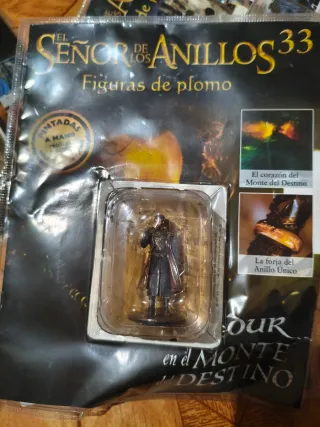 EL
SEÑOR DE LOS ANILLOS 33
Figuras de plomo
PINTADAS
A MANO
El corazón del
Monte del Destino
La forja del
Anillo Único
DUR
en el MONTE
DESTINO